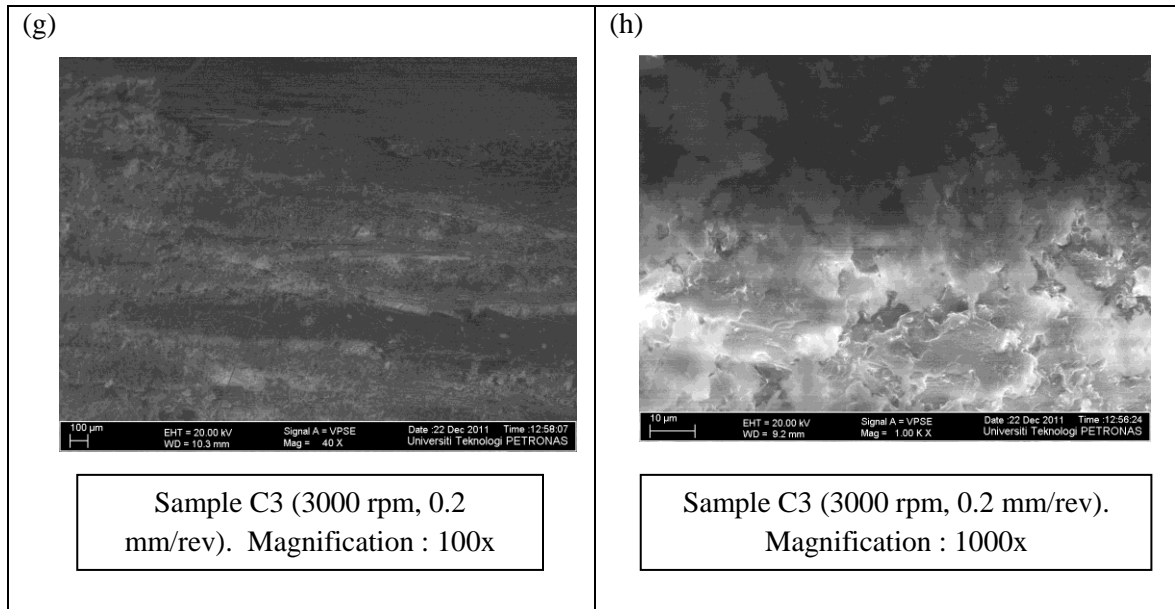 (g)
(h)
100 µm
EHT = 20.00 kV
WD = 10.3 mm
Signal A = VPSE
Mag = 40 X
Date :22 Dec 2011 Time :12:58:07
Universiti Teknologi PETRONAS
10 µm
EHT = 20.00 kV
WD = 9.2 mm
Signal A = VPSE
Mag = 1.00 K X
Date :22 Dec 2011 Time :12:56:24
Universiti Teknologi PETRONAS
Sample C3 (3000 rpm, 0.2
mm/rev). Magnification : 100x
Sample C3 (3000 rpm, 0.2 mm/rev).
Magnification : 1000x